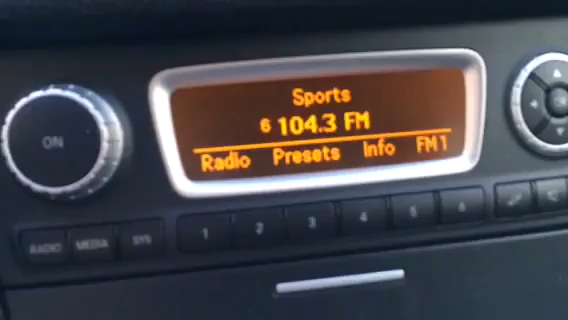 Sports
6 104.3 FM
Radio Presets Info FM1
ON
OK
RADIO MEDIA SYS
1 2 3 4 5 6